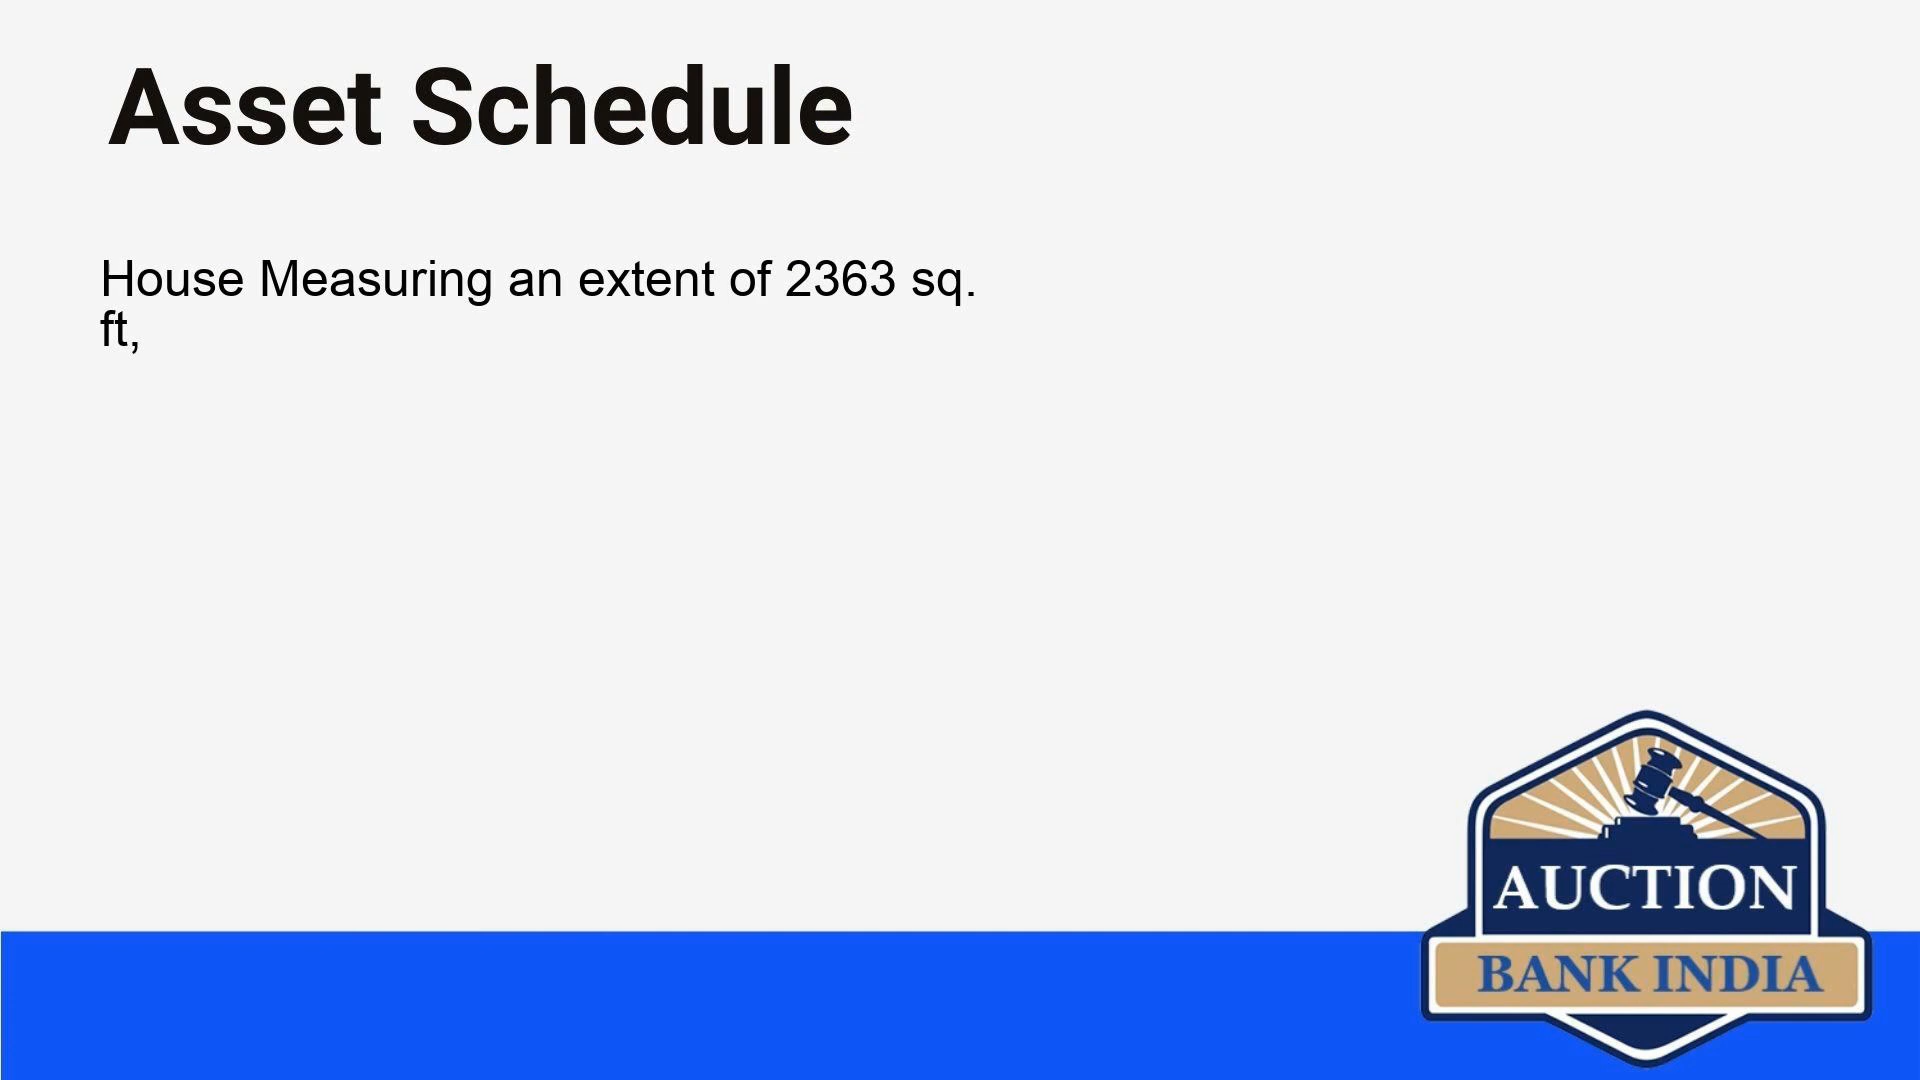 Asset Schedule
House Measuring an extent of 2363 sq.
ft,
AUCTION
BANK INDIA